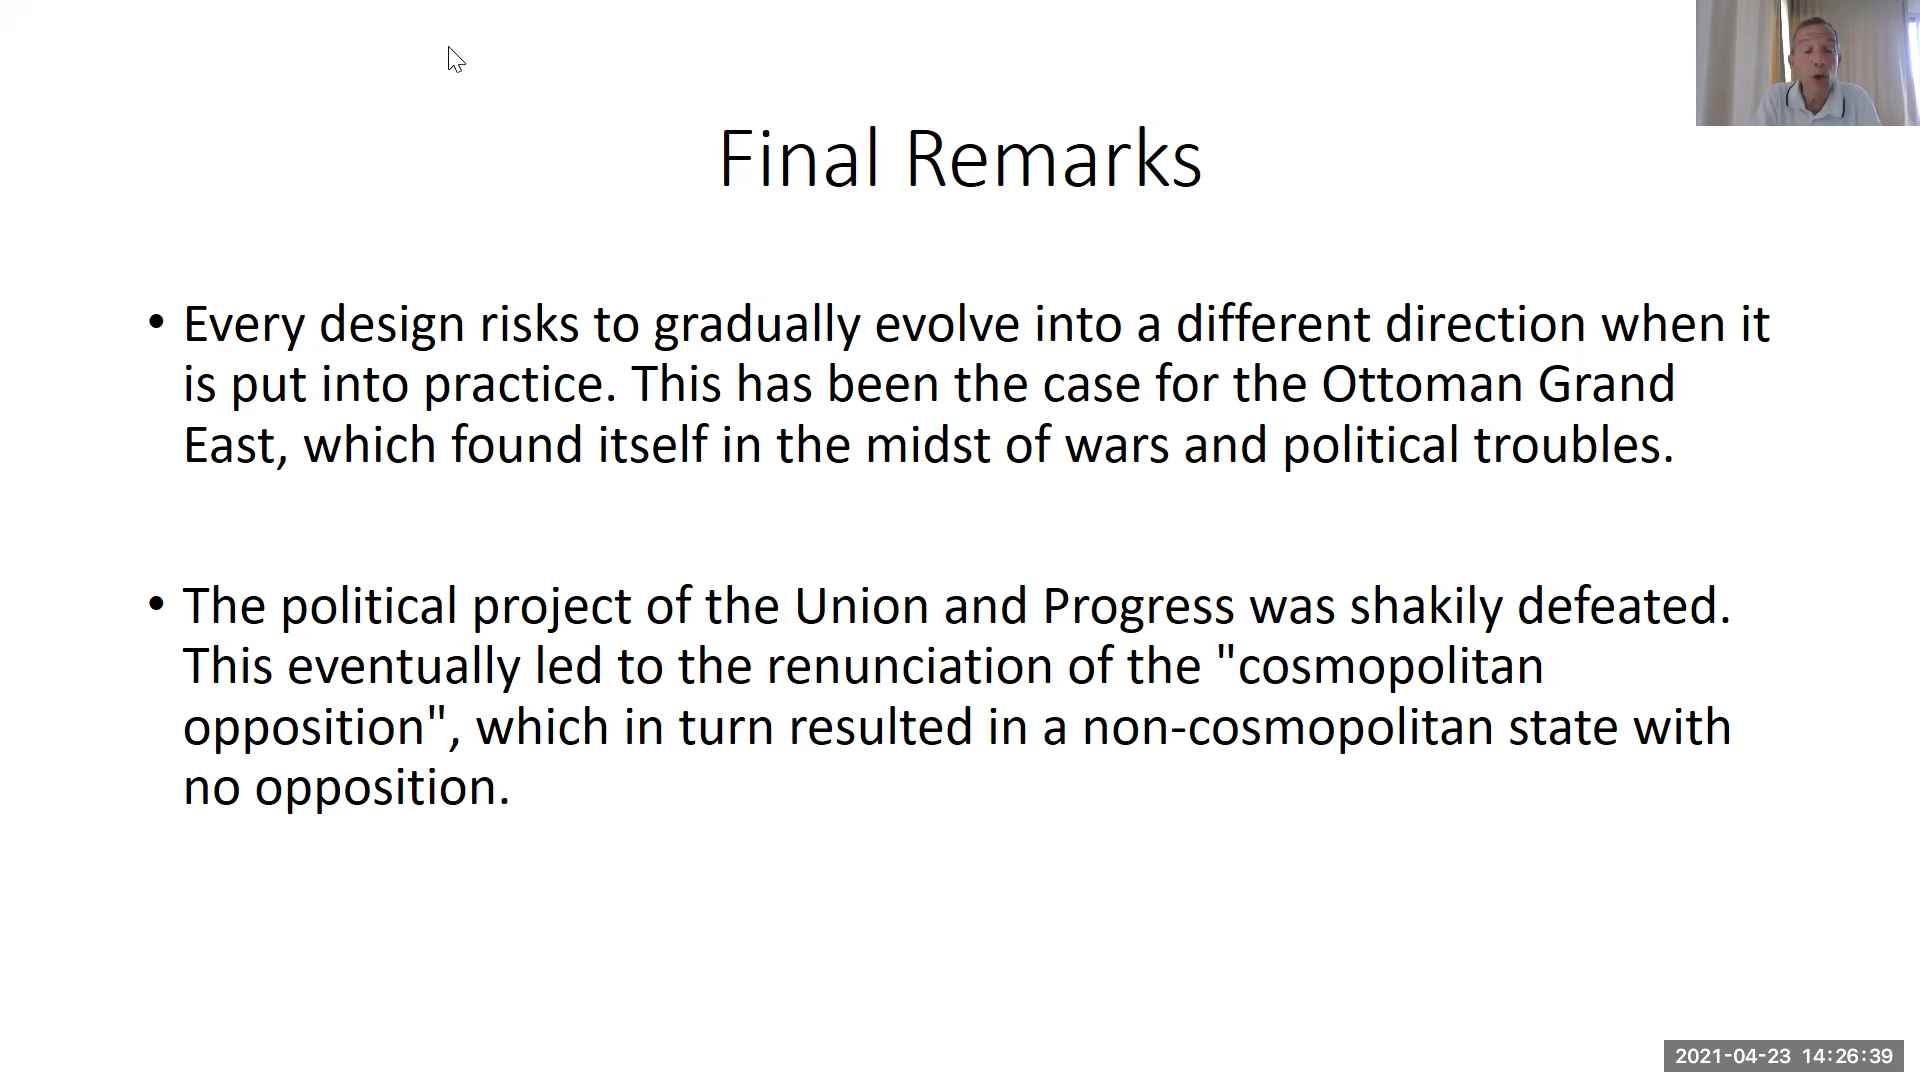 Final Remarks
• Every design risks to gradually evolve into a different direction when it
is put into practice. This has been the case for the Ottoman Grand
East, which found itself in the midst of wars and political troubles.
• The political project of the Union and Progress was shakily defeated.
This eventually led to the renunciation of the "cosmopolitan
opposition", which in turn resulted in a non-cosmopolitan state with
no opposition.
2021-04-23 14:26:39